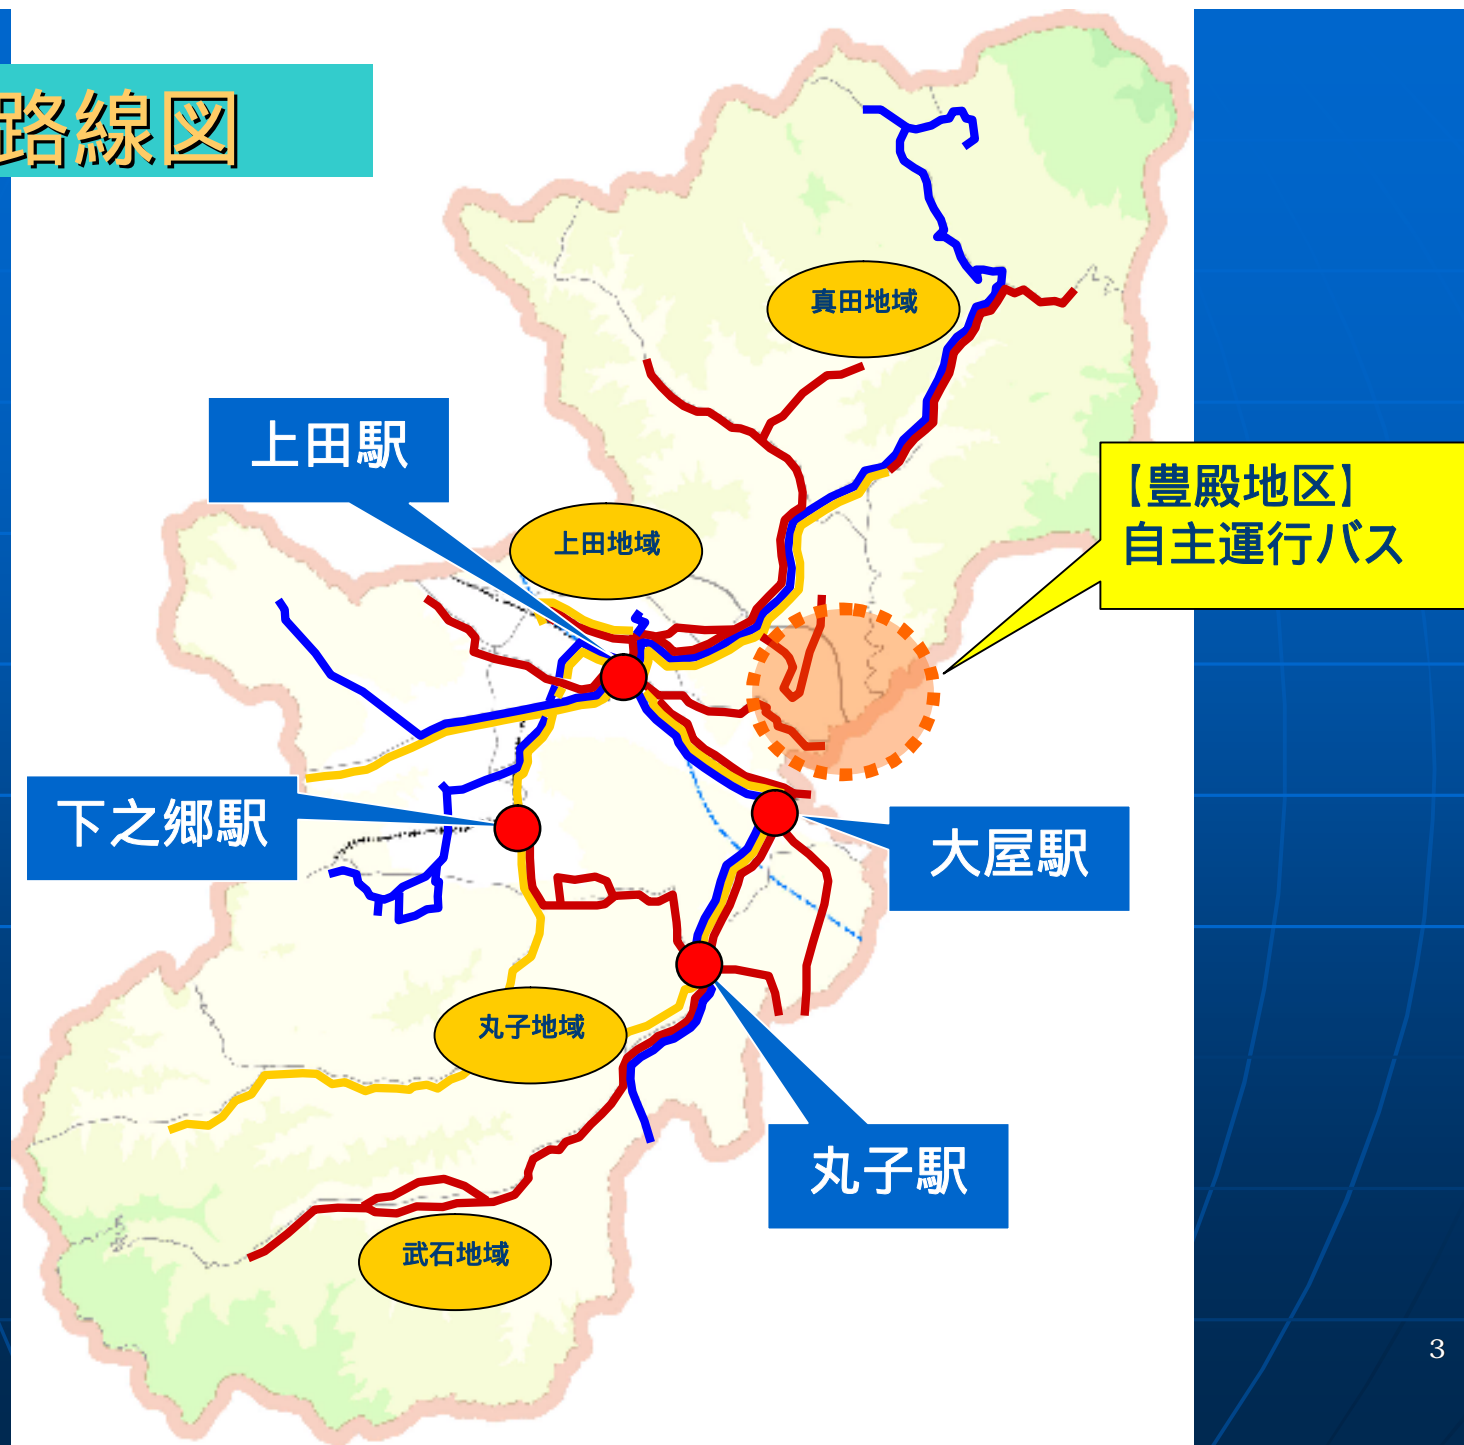 路線図
真田地域
上田駅
【豊殿地区】
自主運行バス
上田地域
下之郷駅
大屋駅
丸子地域
丸子駅
武石地域
3